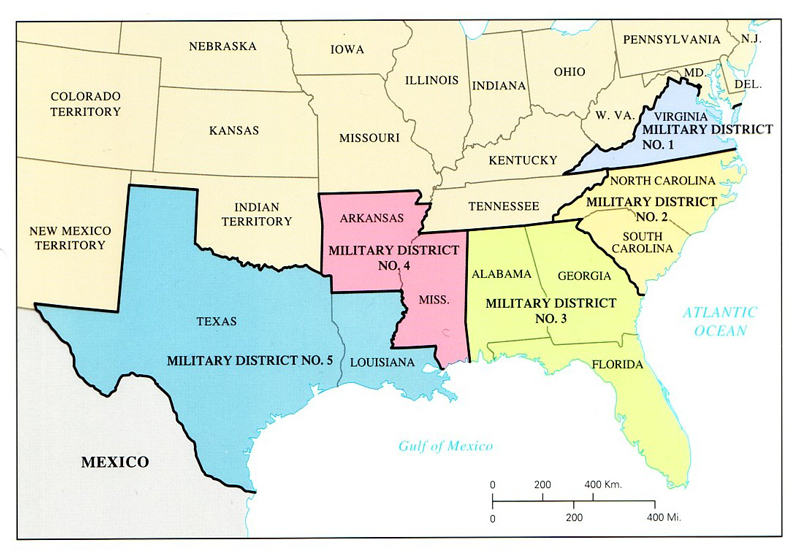 NEBRASKA
IOWA
PENNSYLVANIA
N.J.
ILLINOIS
INDIANA
OHIO
MD.
DEL.
COLORADO
TERRITORY
KANSAS
MISSOURI
W. VA.
VIRGINIA
MILITARY DISTRICT
NO. 1
KENTUCKY
NORTH CAROLINA
MILITARY DISTRICT
NO. 2
SOUTH
CAROLINA
TENNESSEE
NEW MEXICO
TERRITORY
INDIAN
TERRITORY
ARKANSAS
MILITARY DISTRICT
NO. 4
MISS.
ALABAMA
GEORGIA
MILITARY DISTRICT
NO. 3
ATLANTIC
OCEAN
TEXAS
MILITARY DISTRICT NO. 5
LOUISIANA
FLORIDA
MEXICO
Gulf of Mexico
0 200 400 Km.
0 200 400 Mi.